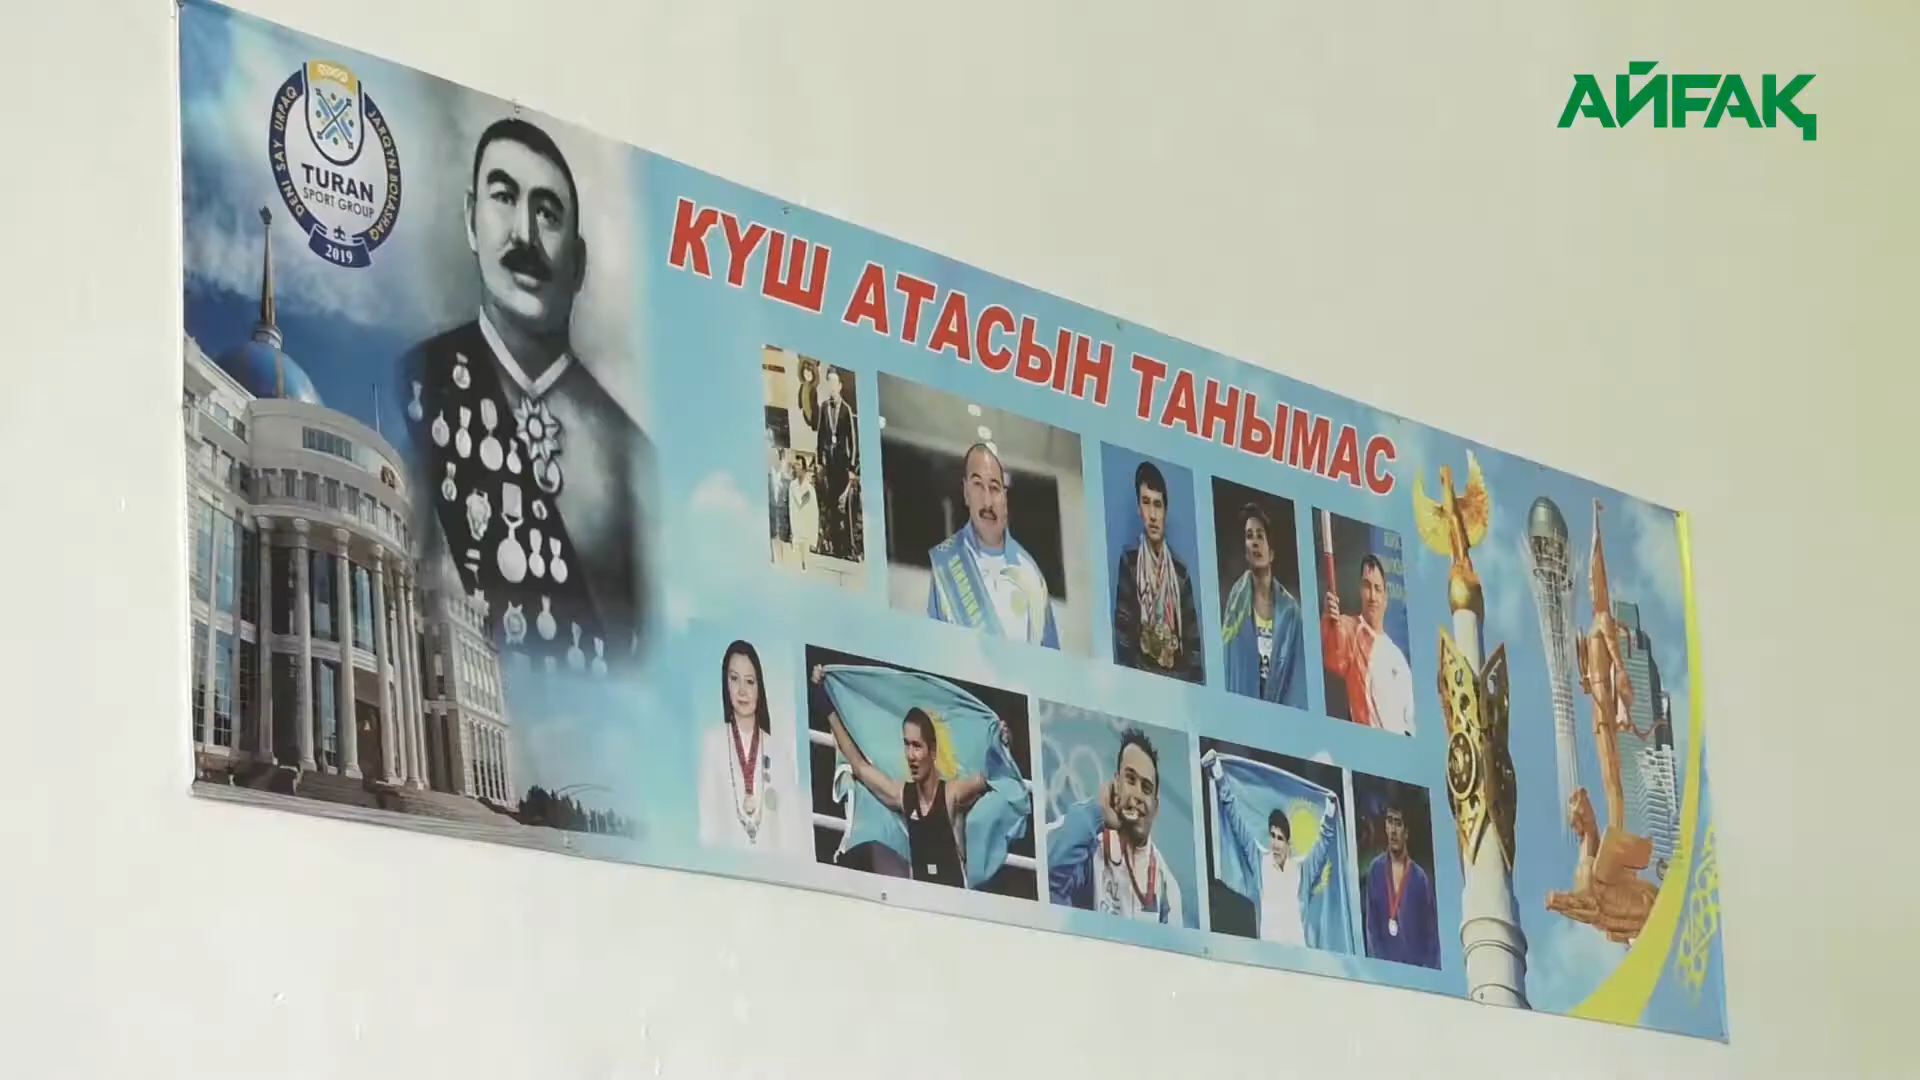 АЙҒАҚ
DENI SAY URPAQ
JARQYN BOLASHAQ
TURAN
SPORT GROUP
2019
КҮШ АТАСЫН ТАНЫМАС